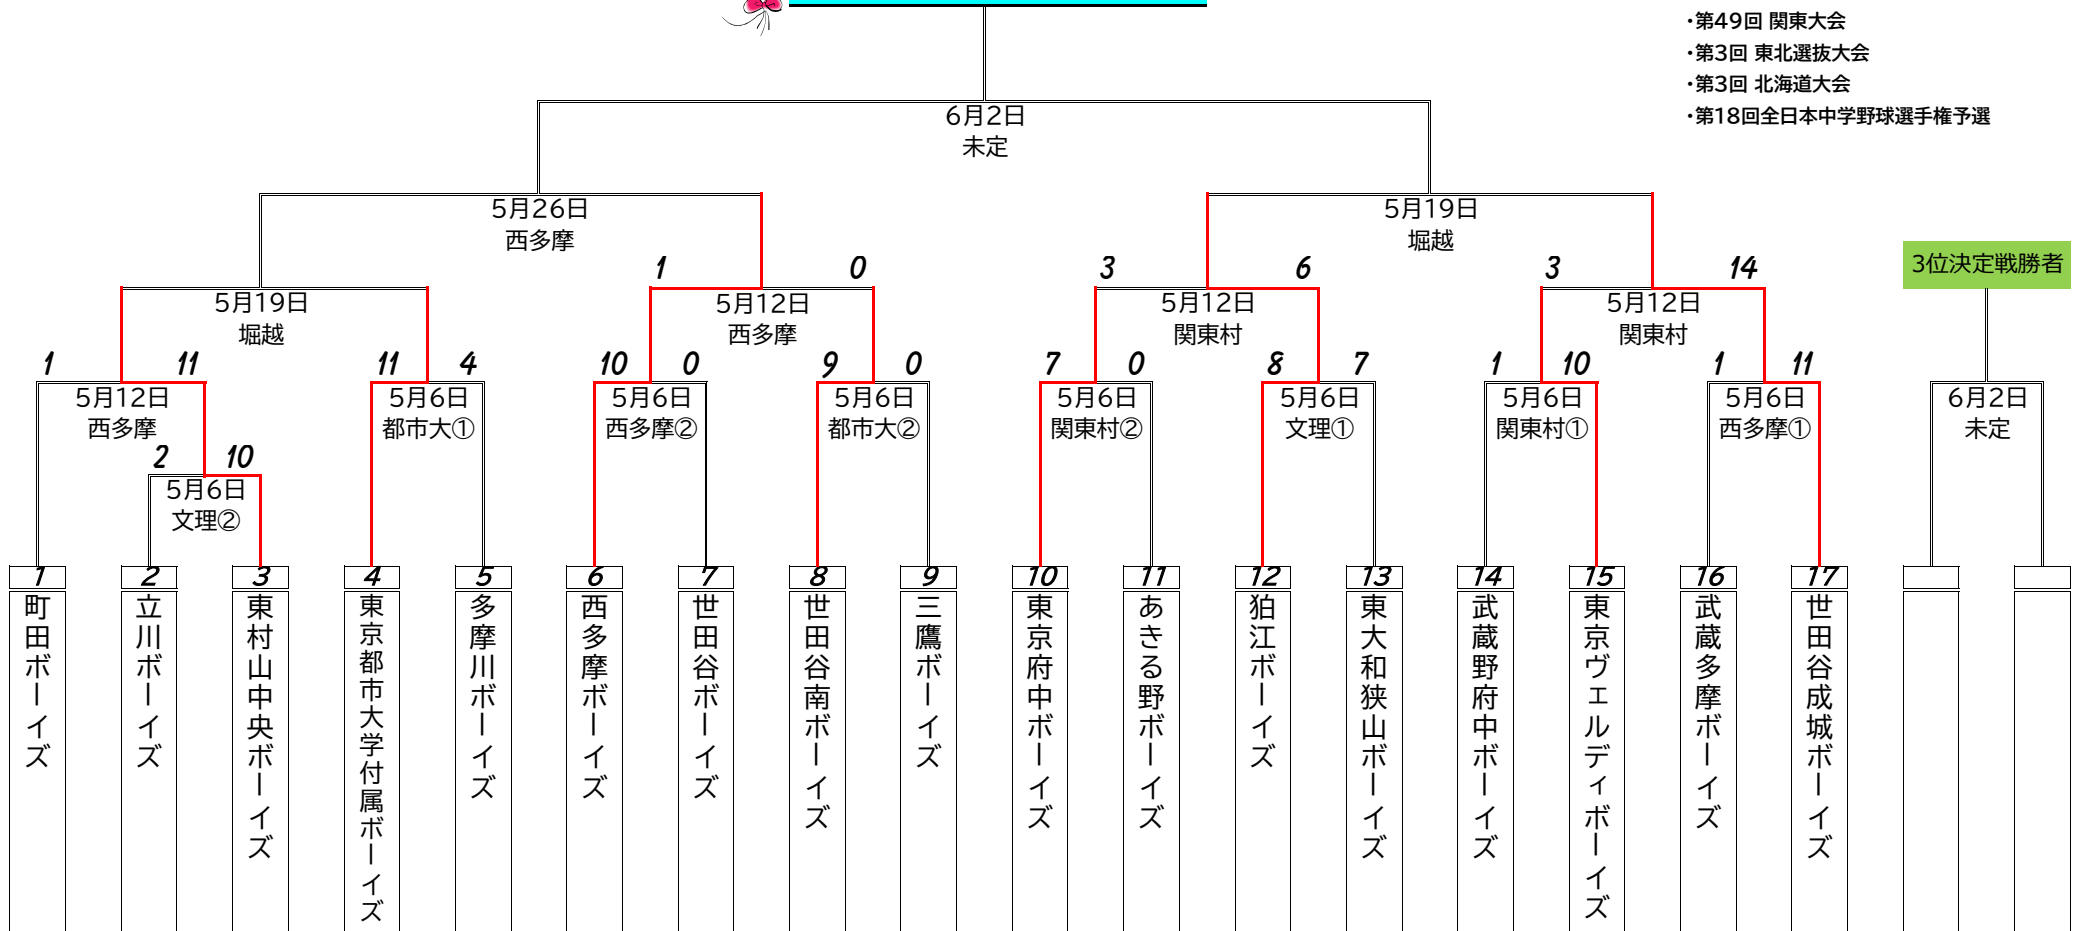 ・第49回 関東大会
・第3回 東北選抜大会
・第3回 北海道大会
・第18回全日本中学野球選手権予選
6月2日
未定
5月26日
西多摩
5月19日
堀越
3位決定戦勝者
1 0 3 6 3 14
5月19日
堀越
5月12日
西多摩
5月12日
関東村
5月12日
関東村
1 11 11 4 10 0 9 0 7 0 8 7 1 10 1 11
5月12日
西多摩
5月6日
都市大①
5月6日
西多摩②
5月6日
都市大②
5月6日
関東村②
5月6日
文理①
5月6日
関東村①
5月6日
西多摩①
6月2日
未定
2 10
5月6日
文理②
1 2 3 4 5 6 7 8 9 10 11 12 13 14 15 16 17
町田ボーイズ
立川ボーイズ
東村山中央ボーイズ
東京都市大学付属ボーイズ
多摩川ボーイズ
西多摩ボーイズ
世田谷ボーイズ
世田谷南ボーイズ
三鷹ボーイズ
東京府中ボーイズ
あきる野ボーイズ
狛江ボーイズ
東大和狭山ボーイズ
武蔵野府中ボーイズ
東京ヴェルディボーイズ
武蔵多摩ボーイズ
世田谷成城ボーイズ